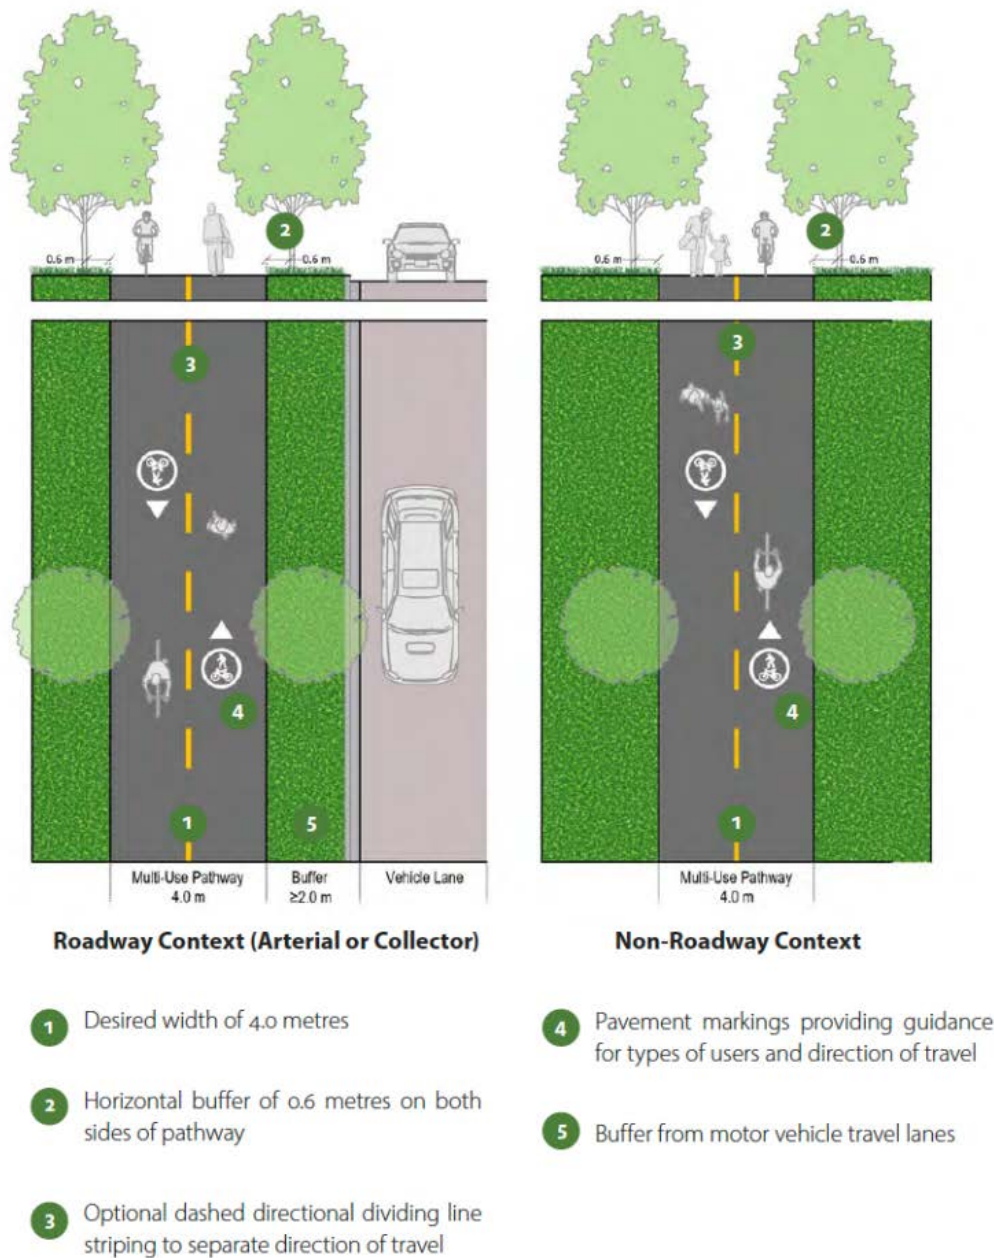 2
2
0.6 m
0.6 m
0.6 m
0.6 m
3
3
4
4
1
5
1
Multi-Use Pathway
4.0 m
Buffer
≥2.0 m
Vehicle Lane
Multi-Use Pathway
4.0 m
Roadway Context (Arterial or Collector)
Non-Roadway Context
1 Desired width of 4.0 metres
2 Horizontal buffer of 0.6 metres on both
sides of pathway
3 Optional dashed directional dividing line
striping to separate direction of travel
4 Pavement markings providing guidance
for types of users and direction of travel
5 Buffer from motor vehicle travel lanes